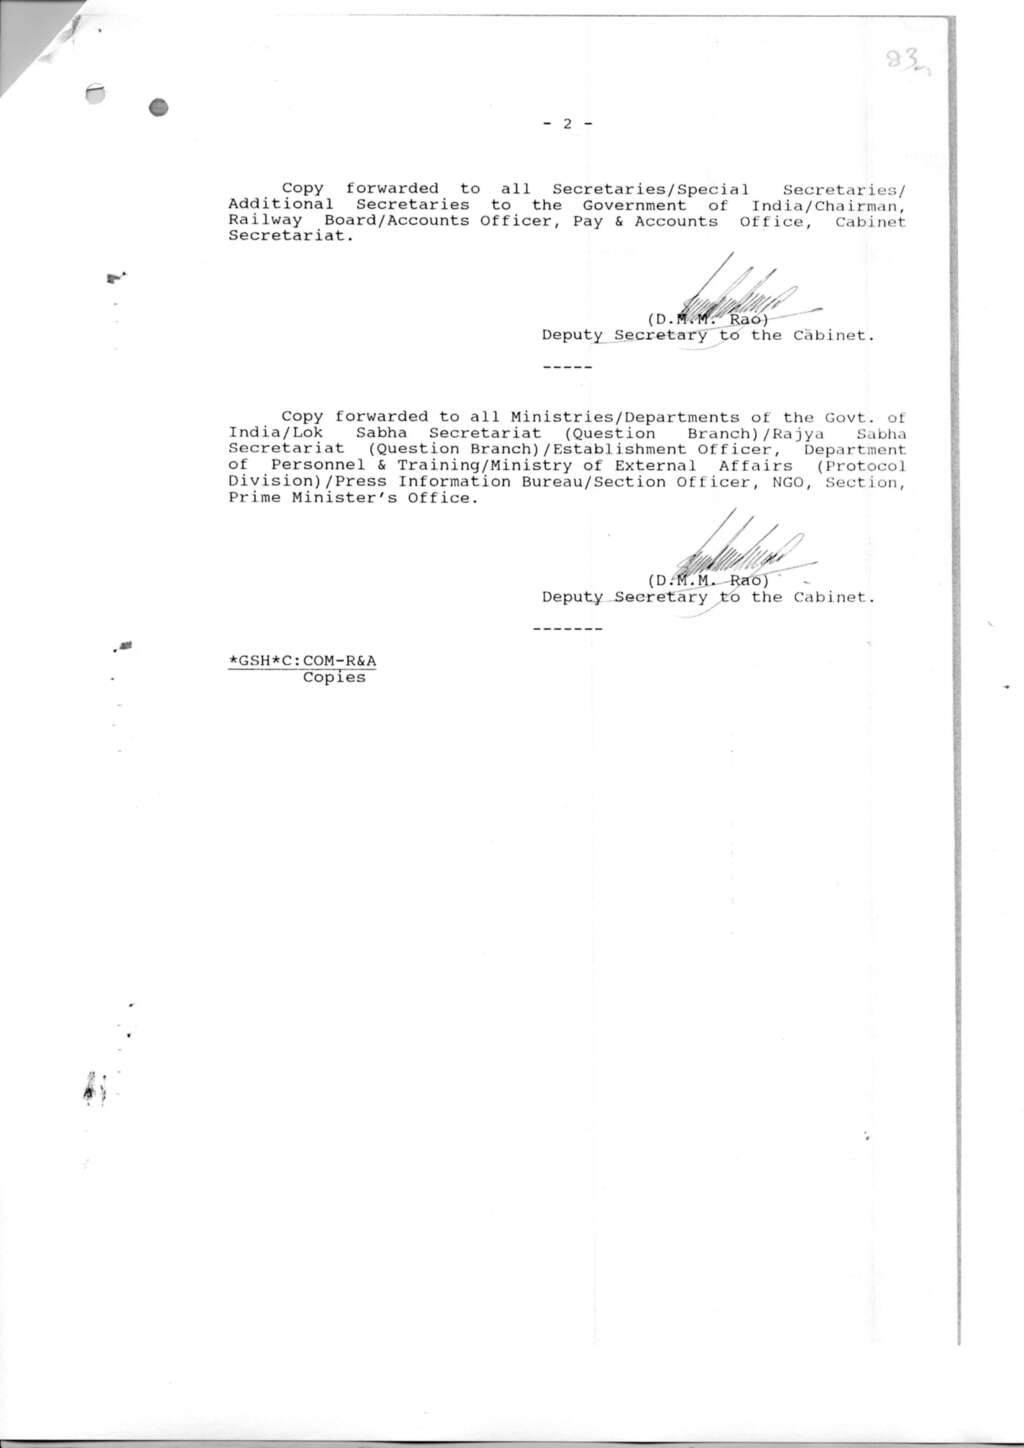 83
- 2 -
Copy forwarded to all Secretaries/Special Secretaries/
Additional Secretaries to the Government of India/Chairman,
Railway Board/Accounts Officer, Pay & Accounts Office, Cabinet
Secretariat.
(D.M.M. Rao)
Deputy Secretary to the Cabinet.
-----
Copy forwarded to all Ministries/Departments of the Govt. of
India/Lok Sabha Secretariat (Question Branch)/Rajya Sabha
Secretariat (Question Branch)/Establishment Officer, Department
of Personnel & Training/Ministry of External Affairs (Protocol
Division)/Press Information Bureau/Section Officer, NGO, Section,
Prime Minister's Office.
(D.M.M. Rao)
Deputy Secretary to the Cabinet.
-------
*GSH*C:COM-R&A
Copies